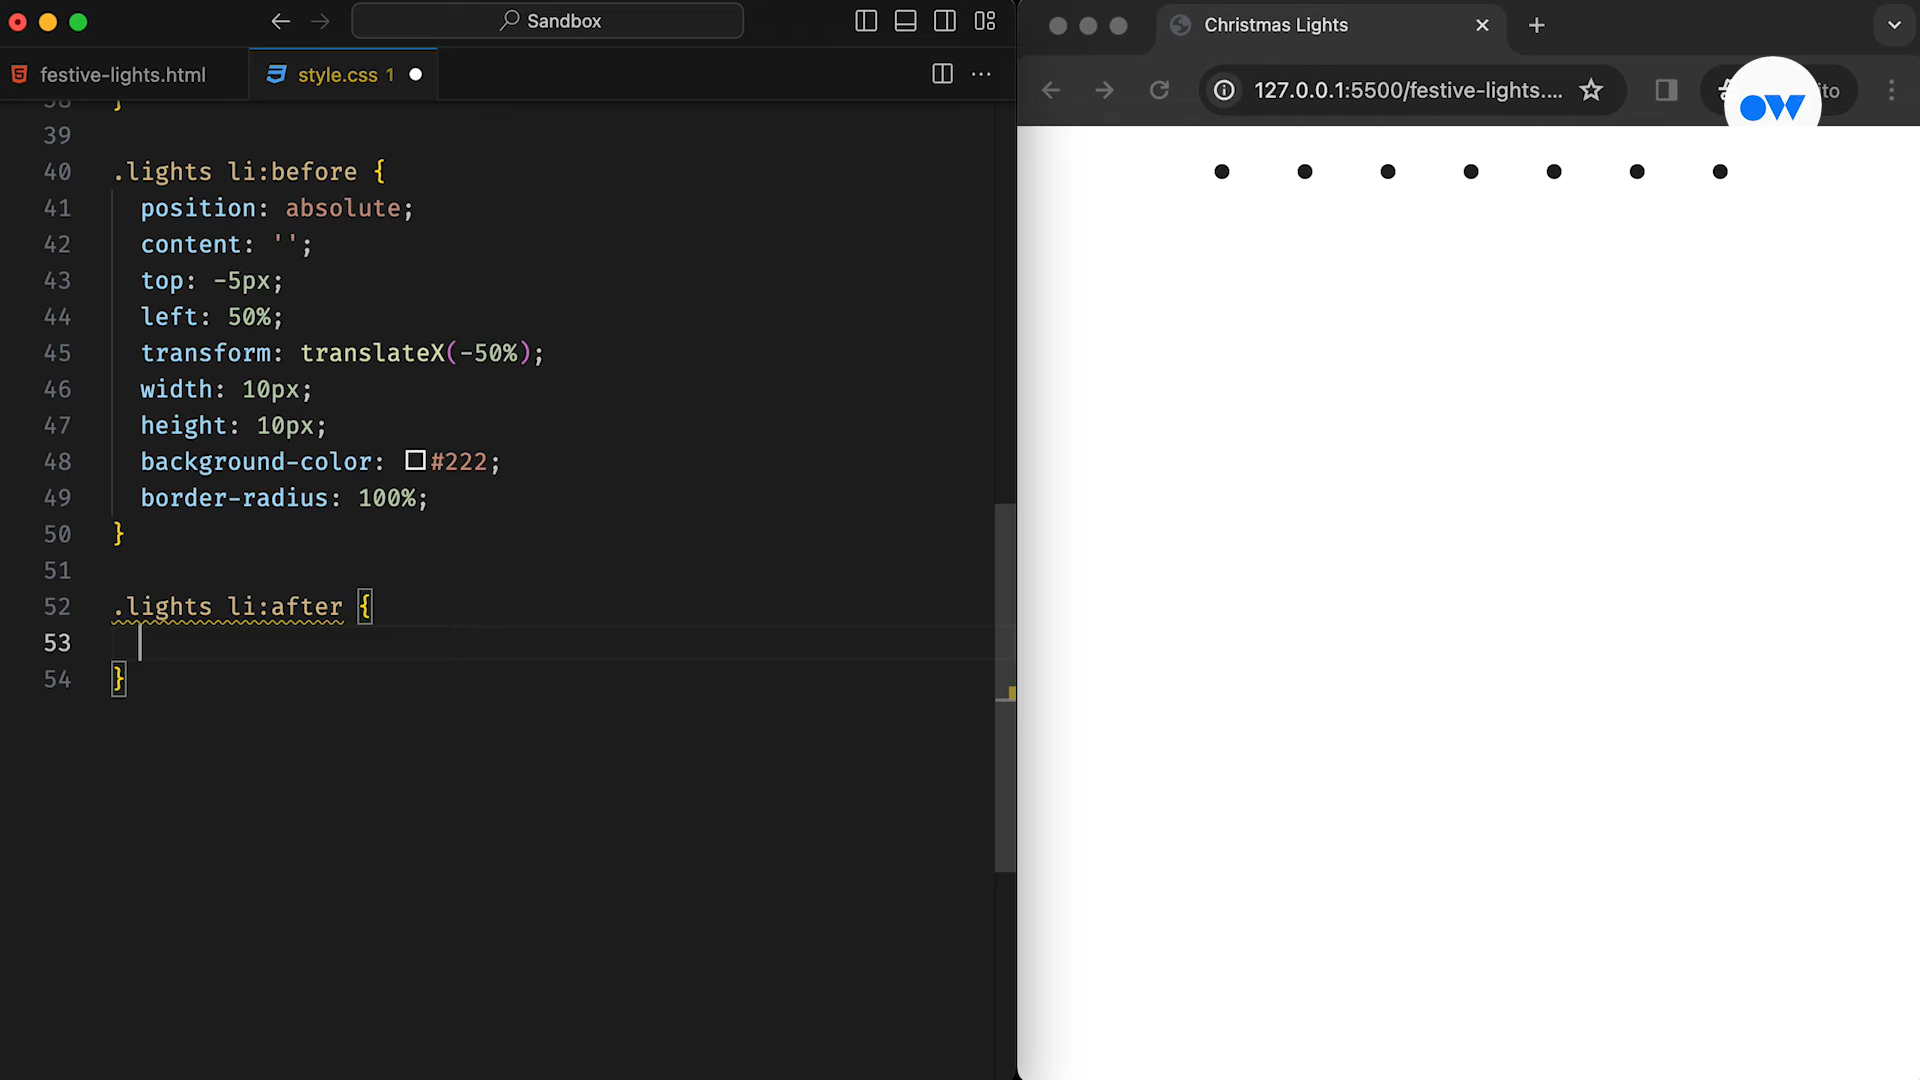 Sandbox
festive-lights.html
style.css 1
38 }
39
40 .lights li:before {
41 position: absolute;
42 content: '';
43 top: -5px;
44 left: 50%;
45 transform: translateX(-50%);
46 width: 10px;
47 height: 10px;
48 background-color: #222;
49 border-radius: 100%;
50 }
51
52 .lights li:after {
53
54 }
Christmas Lights
127.0.0.1:5500/festive-lights....
OW